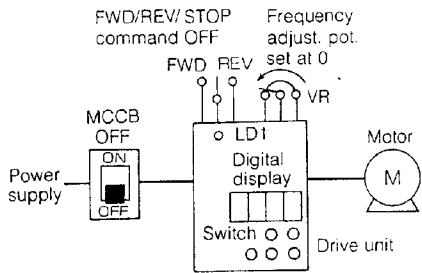 FWD/REV/ STOP
command OFF
Frequency
adjust. pot.
set at 0
FWD REV
VR
MCCB
OFF
ON
OFF
LD1
Digital
display
Power
supply
Motor
M
Switch
Drive unit